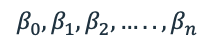 β₀, β₁, β₂, ....., βₙ